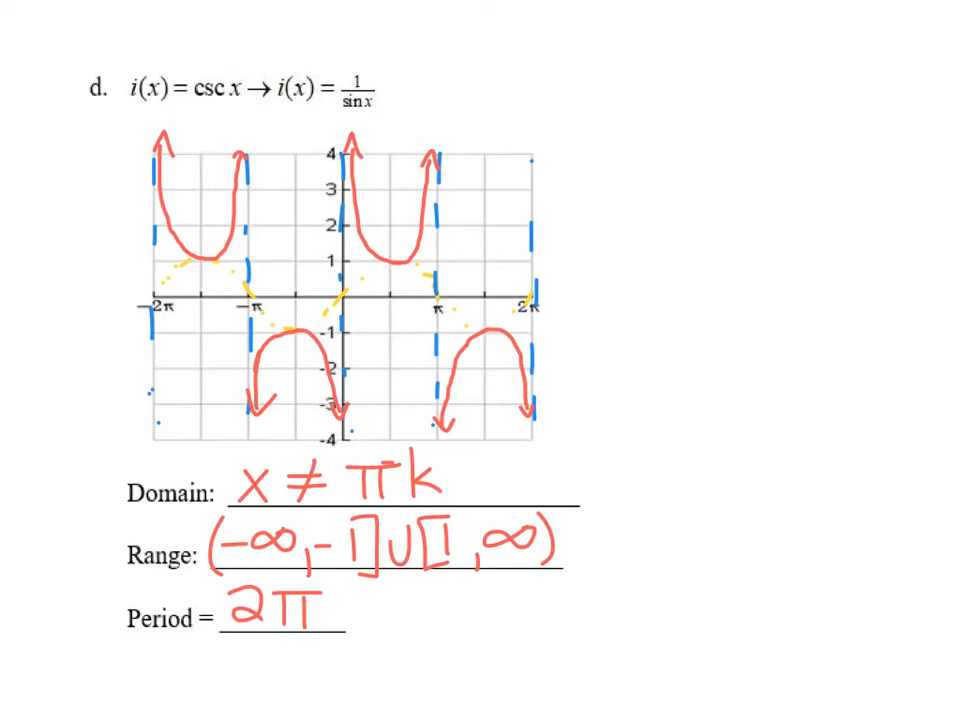 d. i(x) = csc x → i(x) = 1/sin x
4
3
2
1
−2π −π π 2π
-1
-2
-3
-4
Domain: x ≠ πk
Range: (-∞, -1] ∪ [1, ∞)
Period = 2π